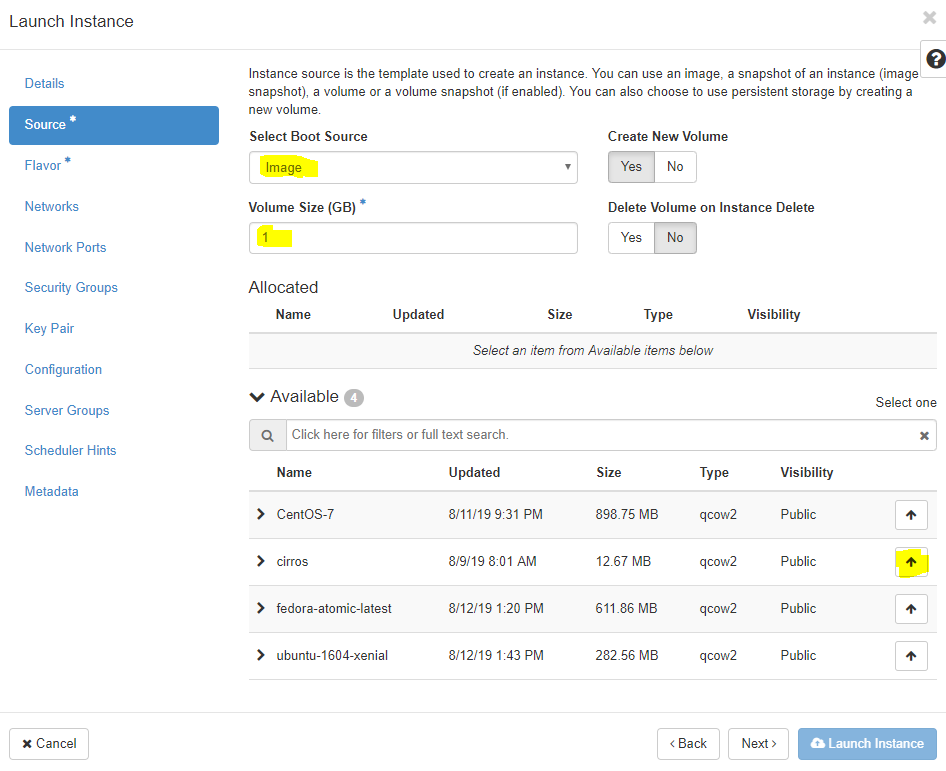 Launch Instance
Details
Source *
Flavor *
Networks
Network Ports
Security Groups
Key Pair
Configuration
Server Groups
Scheduler Hints
Metadata
Instance source is the template used to create an instance. You can use an image, a snapshot of an instance (image
snapshot), a volume or a volume snapshot (if enabled). You can also choose to use persistent storage by creating a
new volume.
Select Boot Source Create New Volume
Image Yes No
Volume Size (GB) * Delete Volume on Instance Delete
1 Yes No
Allocated
Name Updated Size Type Visibility
Select an item from Available items below
Available 4 Select one
Click here for filters or full text search.
Name Updated Size Type Visibility
CentOS-7 8/11/19 9:31 PM 898.75 MB qcow2 Public
cirros 8/9/19 8:01 AM 12.67 MB qcow2 Public
fedora-atomic-latest 8/12/19 1:20 PM 611.86 MB qcow2 Public
ubuntu-1604-xenial 8/12/19 1:43 PM 282.56 MB qcow2 Public
Cancel < Back Next > Launch Instance